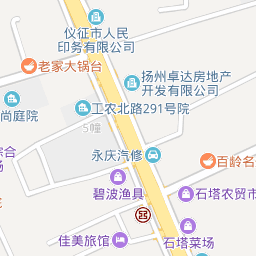 仪征市人民
印务有限公司
老家大锅台
扬州卓达房地产
开发有限公司
工农北路291号院
尚庭院
5幢
永庆汽修
综合
场
百龄名
碧波渔具
石塔农贸市
佳美旅馆
石塔菜场